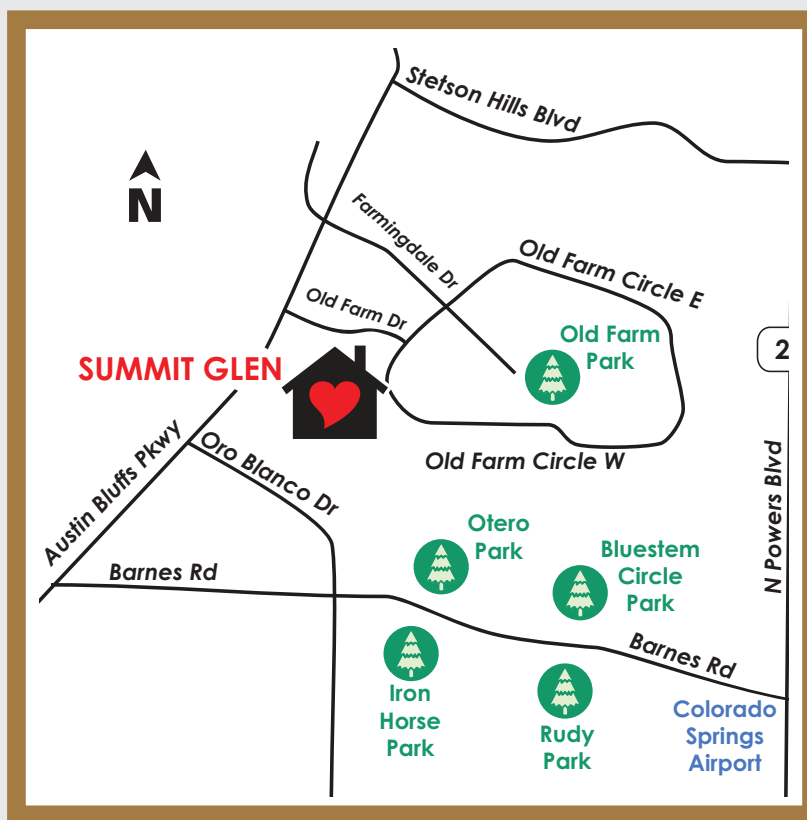 Stetson Hills Blvd
N
Farmingdale Dr
Old Farm Circle E
Old Farm Dr
Old Farm
Park
2
SUMMIT GLEN
Austin Bluffs Pkwy
Oro Blanco Dr
Old Farm Circle W
N Powers Blvd
Otero
Park
Bluestem
Circle
Park
Barnes Rd
Barnes Rd
Iron
Horse
Park
Rudy
Park
Colorado
Springs
Airport